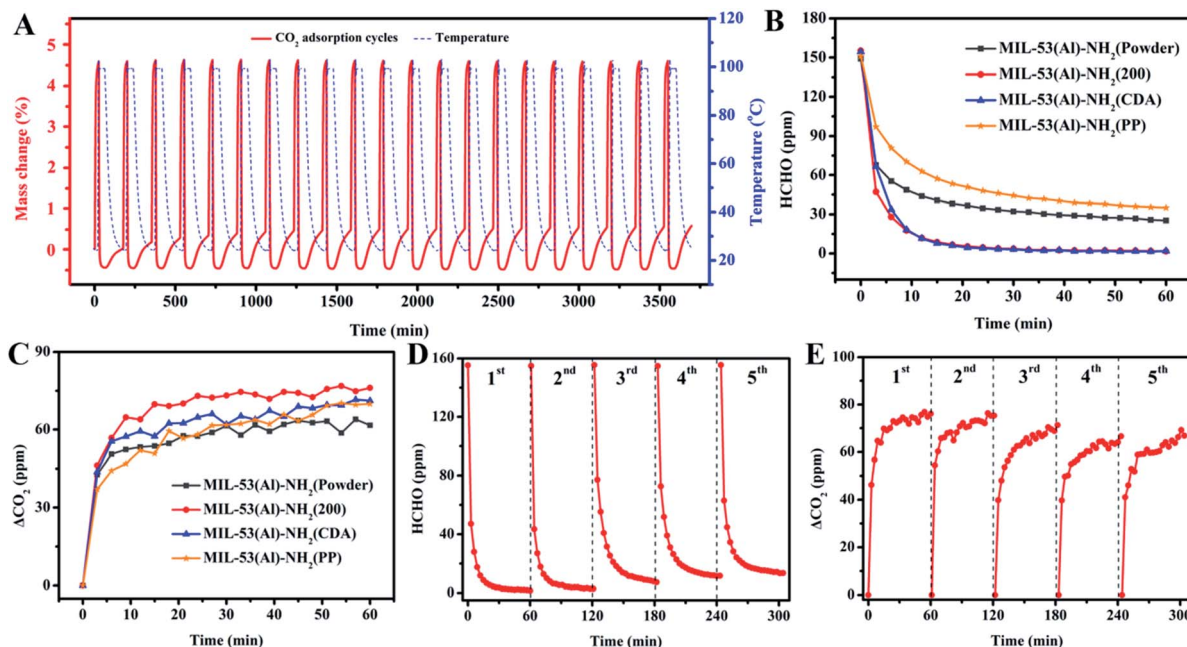 A
CO2 adsorption cycles
Temperature
Mass change (%)
5
4
3
2
1
0
Temperature (°C)
120
100
80
60
40
20
0 500 1000 1500 2000 2500 3000 3500
Time (min)
B
MIL-53(Al)-NH2(Powder)
MIL-53(Al)-NH2(200)
MIL-53(Al)-NH2(CDA)
MIL-53(Al)-NH2(PP)
HCHO (ppm)
180
150
120
90
60
30
0
0 10 20 30 40 50 60
Time (min)
C
ΔCO2 (ppm)
90
60
30
0
MIL-53(Al)-NH2(Powder)
MIL-53(Al)-NH2(200)
MIL-53(Al)-NH2(CDA)
MIL-53(Al)-NH2(PP)
0 10 20 30 40 50 60
Time (min)
D
HCHO (ppm)
160
120
80
40
0
1st 2nd 3rd 4th 5th
0 60 120 180 240 300
Time (min)
E
ΔCO2 (ppm)
100
80
60
40
20
0
1st 2nd 3rd 4th 5th
0 60 120 180 240 300
Time (min)